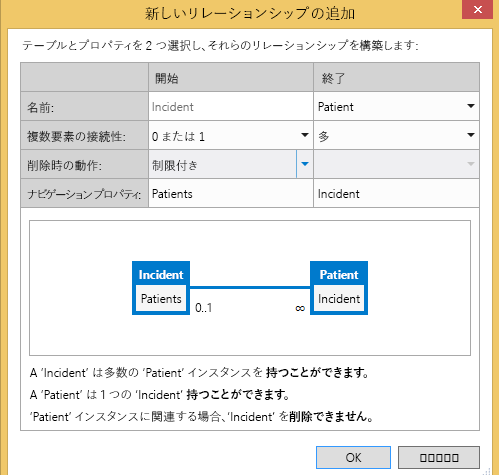 新しいリレーションシップの追加
テーブルとプロパティを 2 つ選択し、それらのリレーションシップを構築します:
開始 終了
名前: Incident Patient
複数要素の接続性: 0 または 1 多
削除時の動作: 制限付き
ナビゲーションプロパティ: Patients Incident
Incident Patient
Patients Incident
0..1 ∞
A 'Incident' は多数の 'Patient' インスタンスを 持つことができます。
A 'Patient' は 1 つの 'Incident' 持つことができます。
'Patient' インスタンスに関連する場合、'Incident' を削除できません。
OK □□□□□